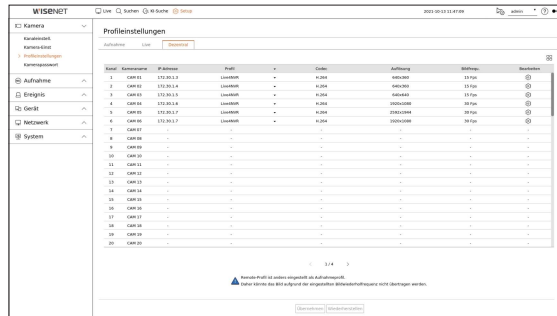 WISENET
Live Suchen KI-Suche Setup
2021-10-13 11:47:09 admin
Kamera
Kanaleinstell.
Kamera-Einst
Profileinstellungen
Kamerapasswort
Aufnahme
Ereignis
Gerät
Netzwerk
System
Profileinstellungen
Aufnahme Live Dezentral
Kanal Kameraname IP-Adresse Profil Codec Auflösung Bildfrequ. Bearbeiten
1 CAM 01 172.30.1.3 Live4NVR H.264 640x360 15 Fps
2 CAM 02 172.30.1.4 Live4NVR H.264 640x360 15 Fps
3 CAM 03 172.30.1.5 Live4NVR H.264 640x640 15 Fps
4 CAM 04 172.30.1.6 Live4NVR H.264 1920x1080 30 Fps
5 CAM 05 172.30.1.7 Live4NVR H.264 2592x1944 30 Fps
6 CAM 06 172.30.1.7 Live4NVR H.264 1920x1080 30 Fps
7 CAM 07 - - - - - -
8 CAM 08 - - - - - -
9 CAM 09 - - - - - -
10 CAM 10 - - - - - -
11 CAM 11 - - - - - -
12 CAM 12 - - - - - -
13 CAM 13 - - - - - -
14 CAM 14 - - - - - -
15 CAM 15 - - - - - -
16 CAM 16 - - - - - -
17 CAM 17 - - - - - -
18 CAM 18 - - - - - -
19 CAM 19 - - - - - -
20 CAM 20 - - - - - -
< 1 / 4 >
Remote-Profil ist anders eingestellt als Aufnahmeprofil.
Daher könnte das Bild aufgrund der eingestellten Bildwiederholfrequenz nicht übertragen werden.
Übernehmen Wiederherstellen